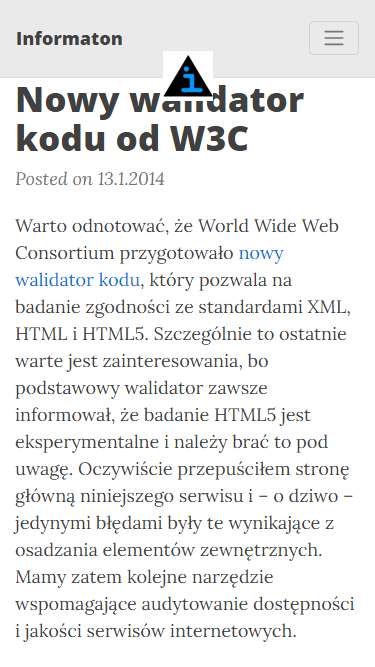 Informaton
i
Nowy walidator
kodu od W3C
Posted on 13.1.2014
Warto odnotować, że World Wide Web
Consortium przygotowało nowy
walidator kodu, który pozwala na
badanie zgodności ze standardami XML,
HTML i HTML5. Szczególnie to ostatnie
warte jest zainteresowania, bo
podstawowy walidator zawsze
informował, że badanie HTML5 jest
eksperymentalne i należy brać to pod
uwagę. Oczywiście przepuściłem stronę
główną niniejszego serwisu i – o dziwo –
jedynymi błędami były te wynikające z
osadzania elementów zewnętrznych.
Mamy zatem kolejne narzędzie
wspomagające audytowanie dostępności
i jakości serwisów internetowych.